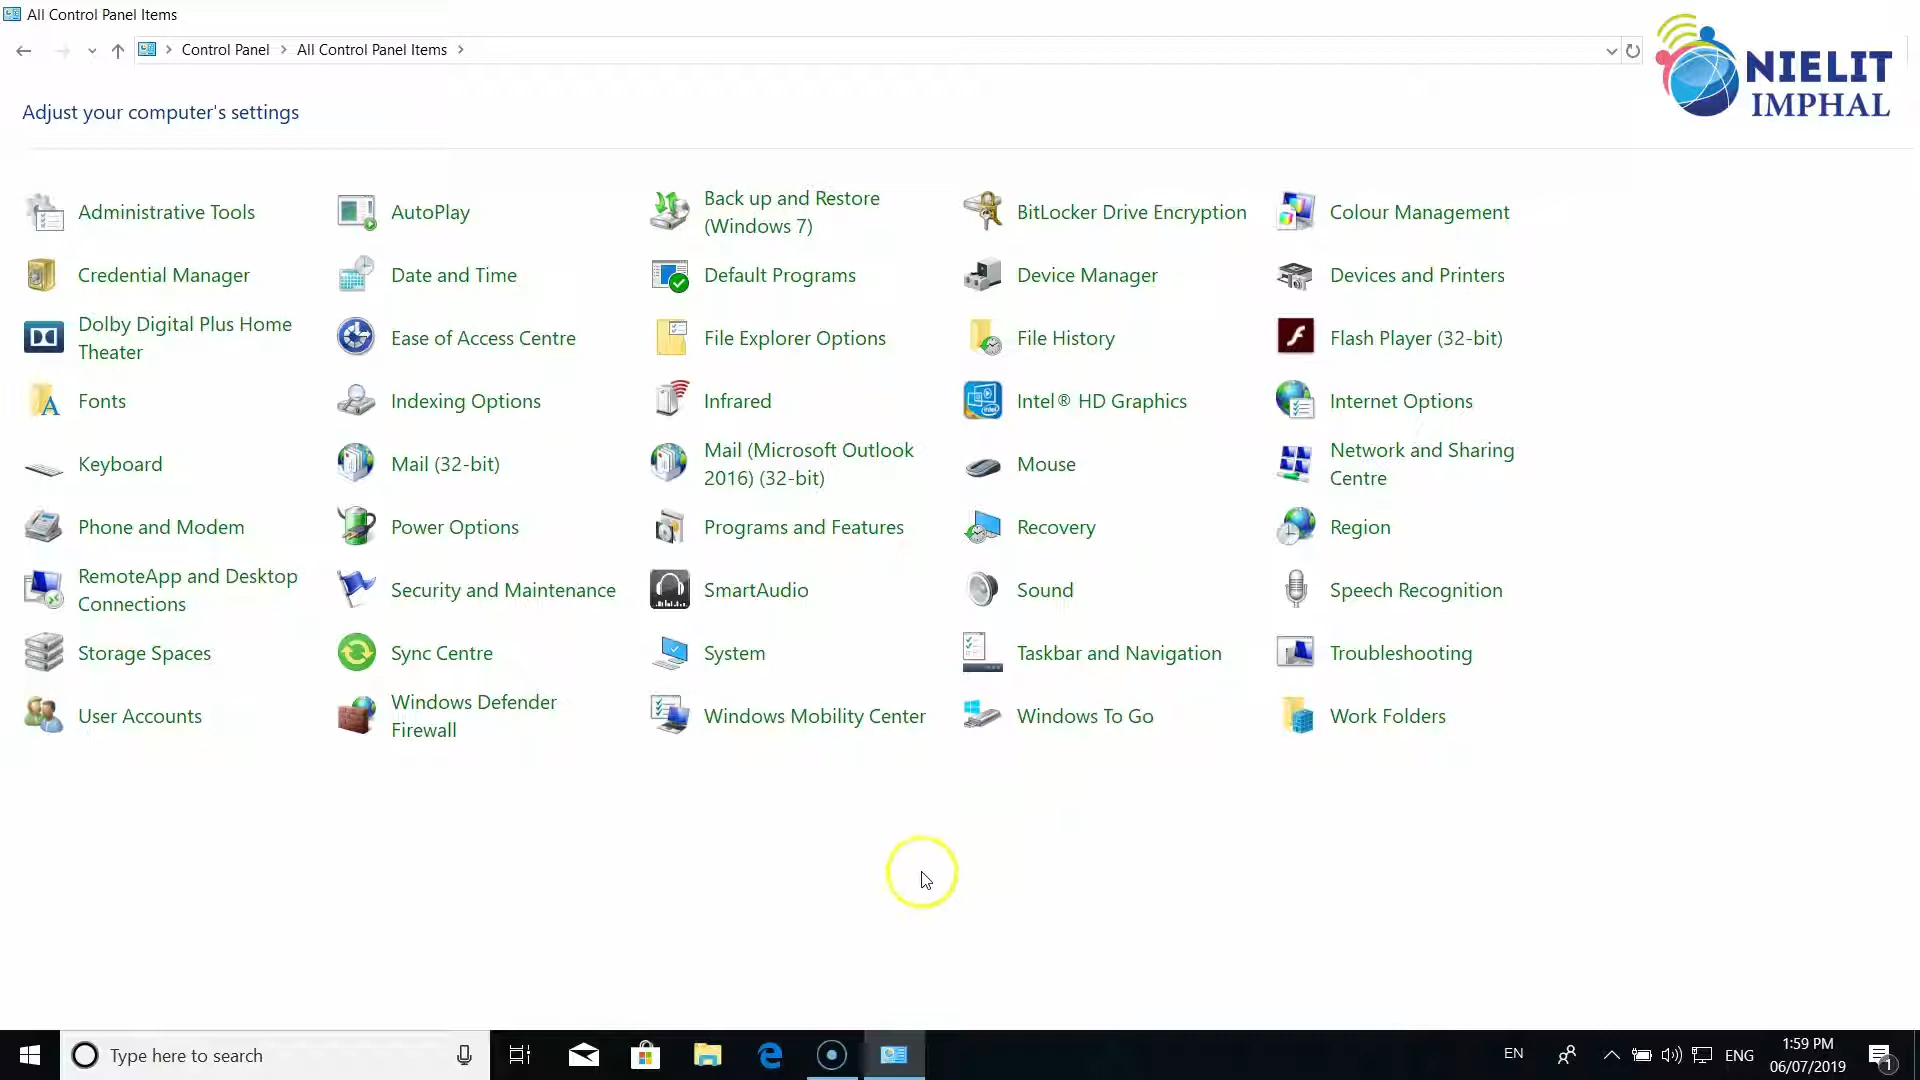 All Control Panel Items
Control Panel
All Control Panel Items
NIELIT
IMPHAL
Adjust your computer's settings
Administrative Tools
AutoPlay
Back up and Restore
(Windows 7)
BitLocker Drive Encryption
Colour Management
Credential Manager
Date and Time
Default Programs
Device Manager
Devices and Printers
Dolby Digital Plus Home
Theater
Ease of Access Centre
File Explorer Options
File History
Flash Player (32-bit)
Fonts
Indexing Options
Infrared
Intel® HD Graphics
Internet Options
Keyboard
Mail (32-bit)
Mail (Microsoft Outlook
2016) (32-bit)
Mouse
Network and Sharing
Centre
Phone and Modem
Power Options
Programs and Features
Recovery
Region
RemoteApp and Desktop
Connections
Security and Maintenance
SmartAudio
Sound
Speech Recognition
Storage Spaces
Sync Centre
System
Taskbar and Navigation
Troubleshooting
User Accounts
Windows Defender
Firewall
Windows Mobility Center
Windows To Go
Work Folders
Type here to search
EN
ENG
1:59 PM
06/07/2019
1